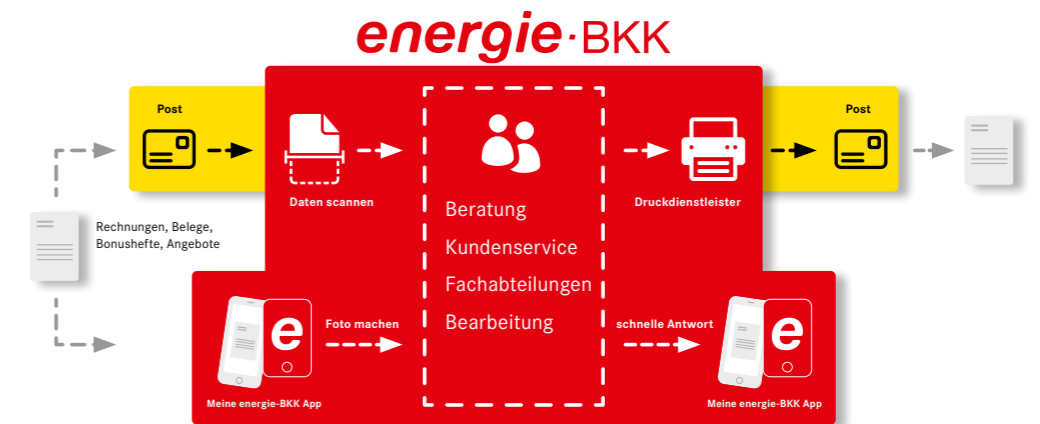 energie·BKK
Post
Post
Daten scannen
Druckdienstleister
Rechnungen, Belege,
Bonushefte, Angebote
Beratung
Kundenservice
Fachabteilungen
Bearbeitung
e
Foto machen
schnelle Antwort
e
Meine energie-BKK App
Meine energie-BKK App